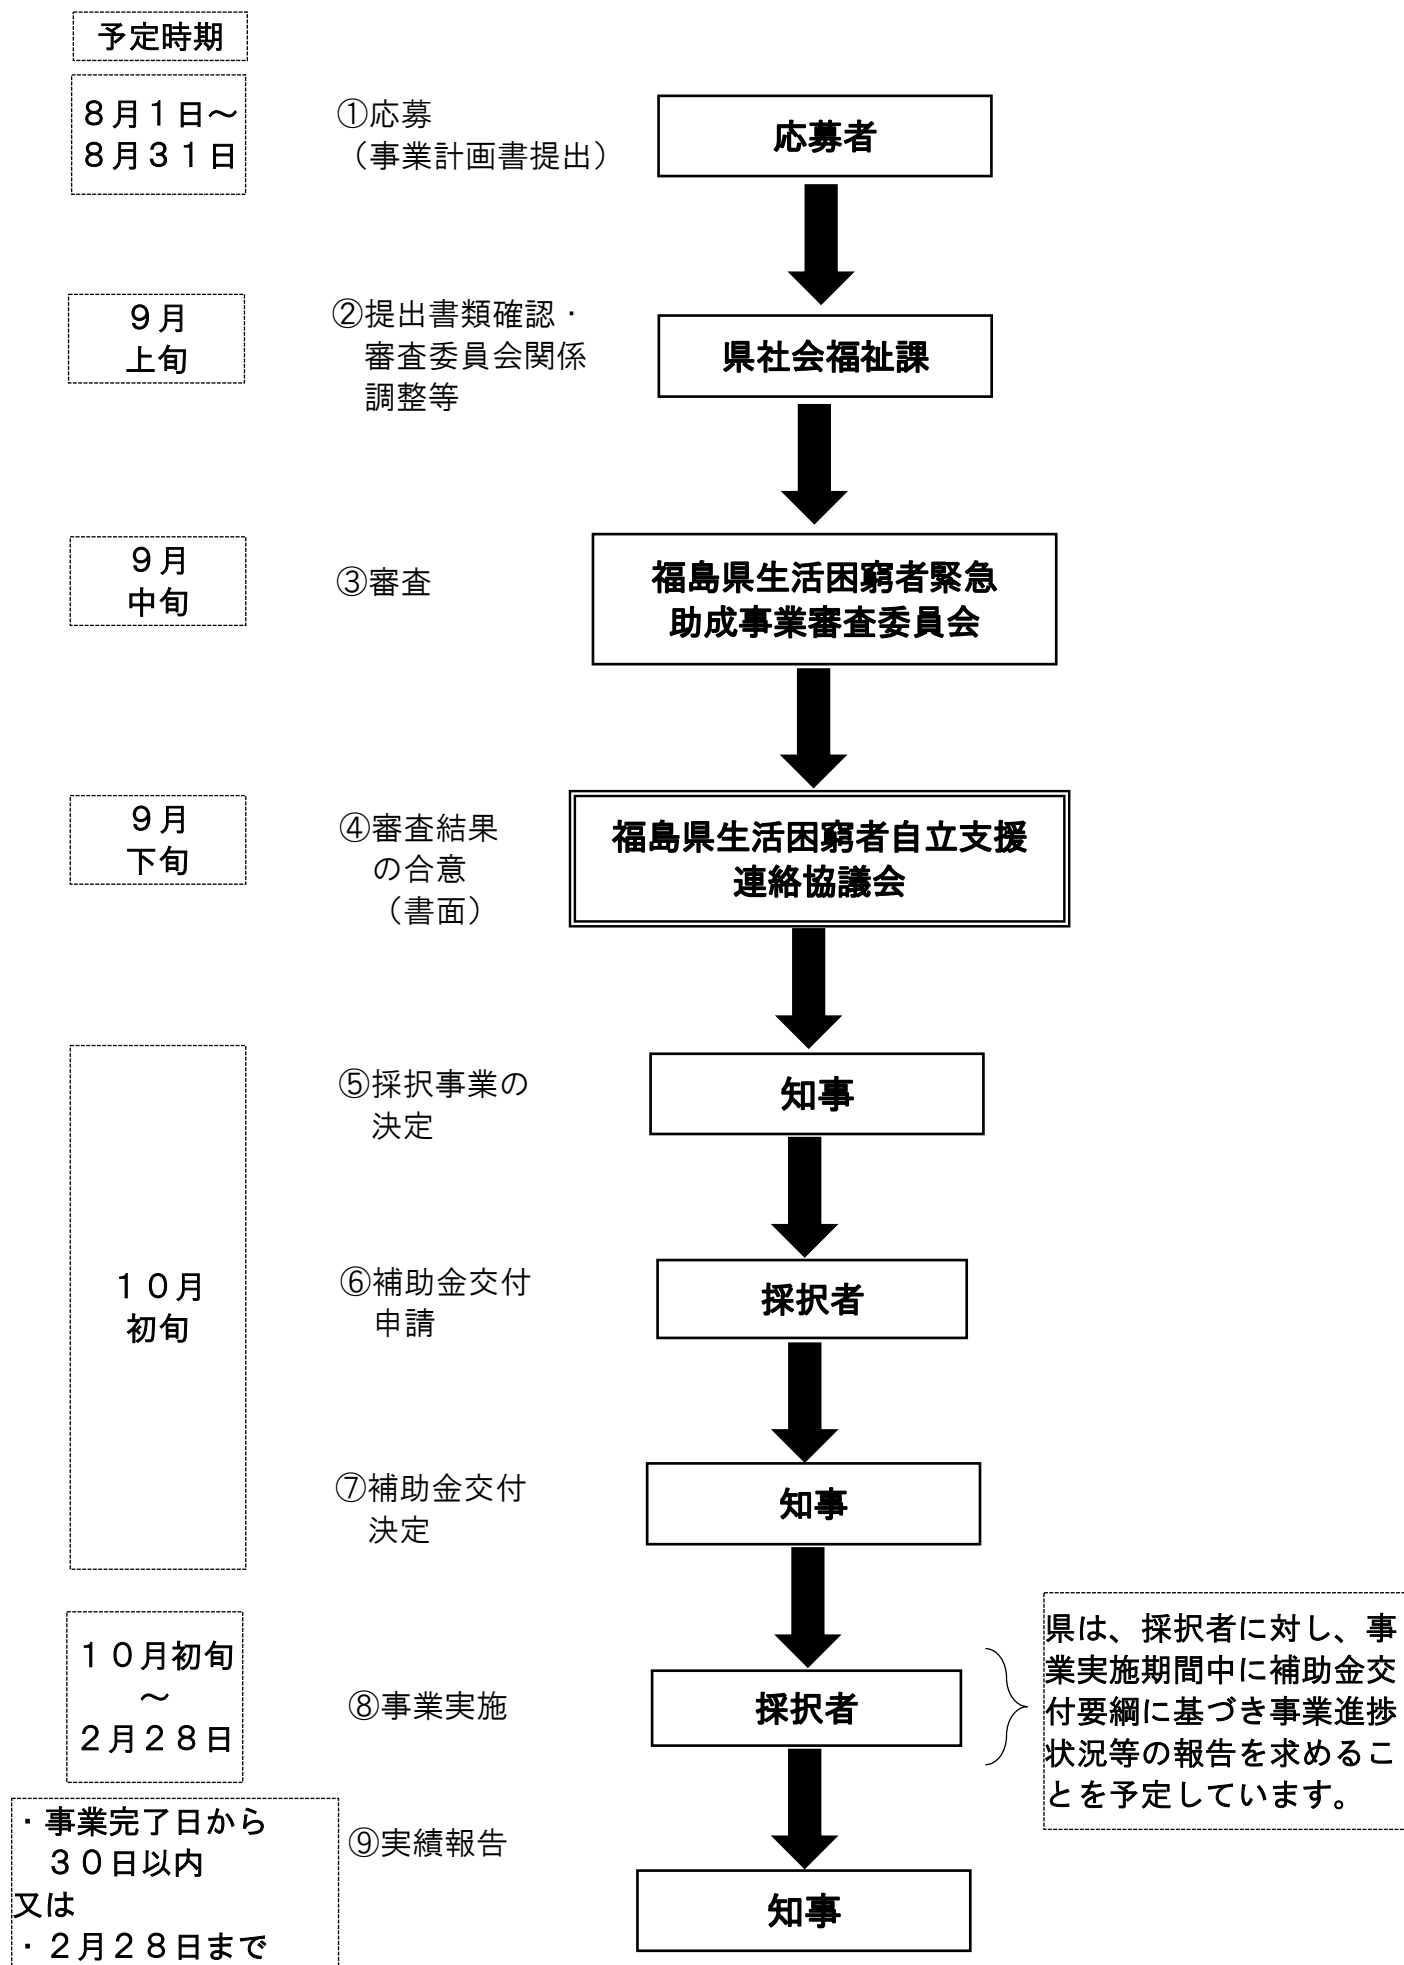 予定時期
８月１日～
８月３１日
①応募
（事業計画書提出）
応募者
９月
上旬
②提出書類確認・
審査委員会関係
調整等
県社会福祉課
９月
中旬
③審査
福島県生活困窮者緊急
助成事業審査委員会
９月
下旬
④審査結果
の合意
（書面）
福島県生活困窮者自立支援
連絡協議会
１０月
初旬
⑤採択事業の
決定
知事
⑥補助金交付
申請
採択者
⑦補助金交付
決定
知事
１０月初旬
～
２月２８日
⑧事業実施
採択者
県は、採択者に対し、事
業実施期間中に補助金交
付要綱に基づき事業進捗
状況等の報告を求めるこ
とを予定しています。
・事業完了日から
３０日以内
又は
・２月２８日まで
⑨実績報告
知事